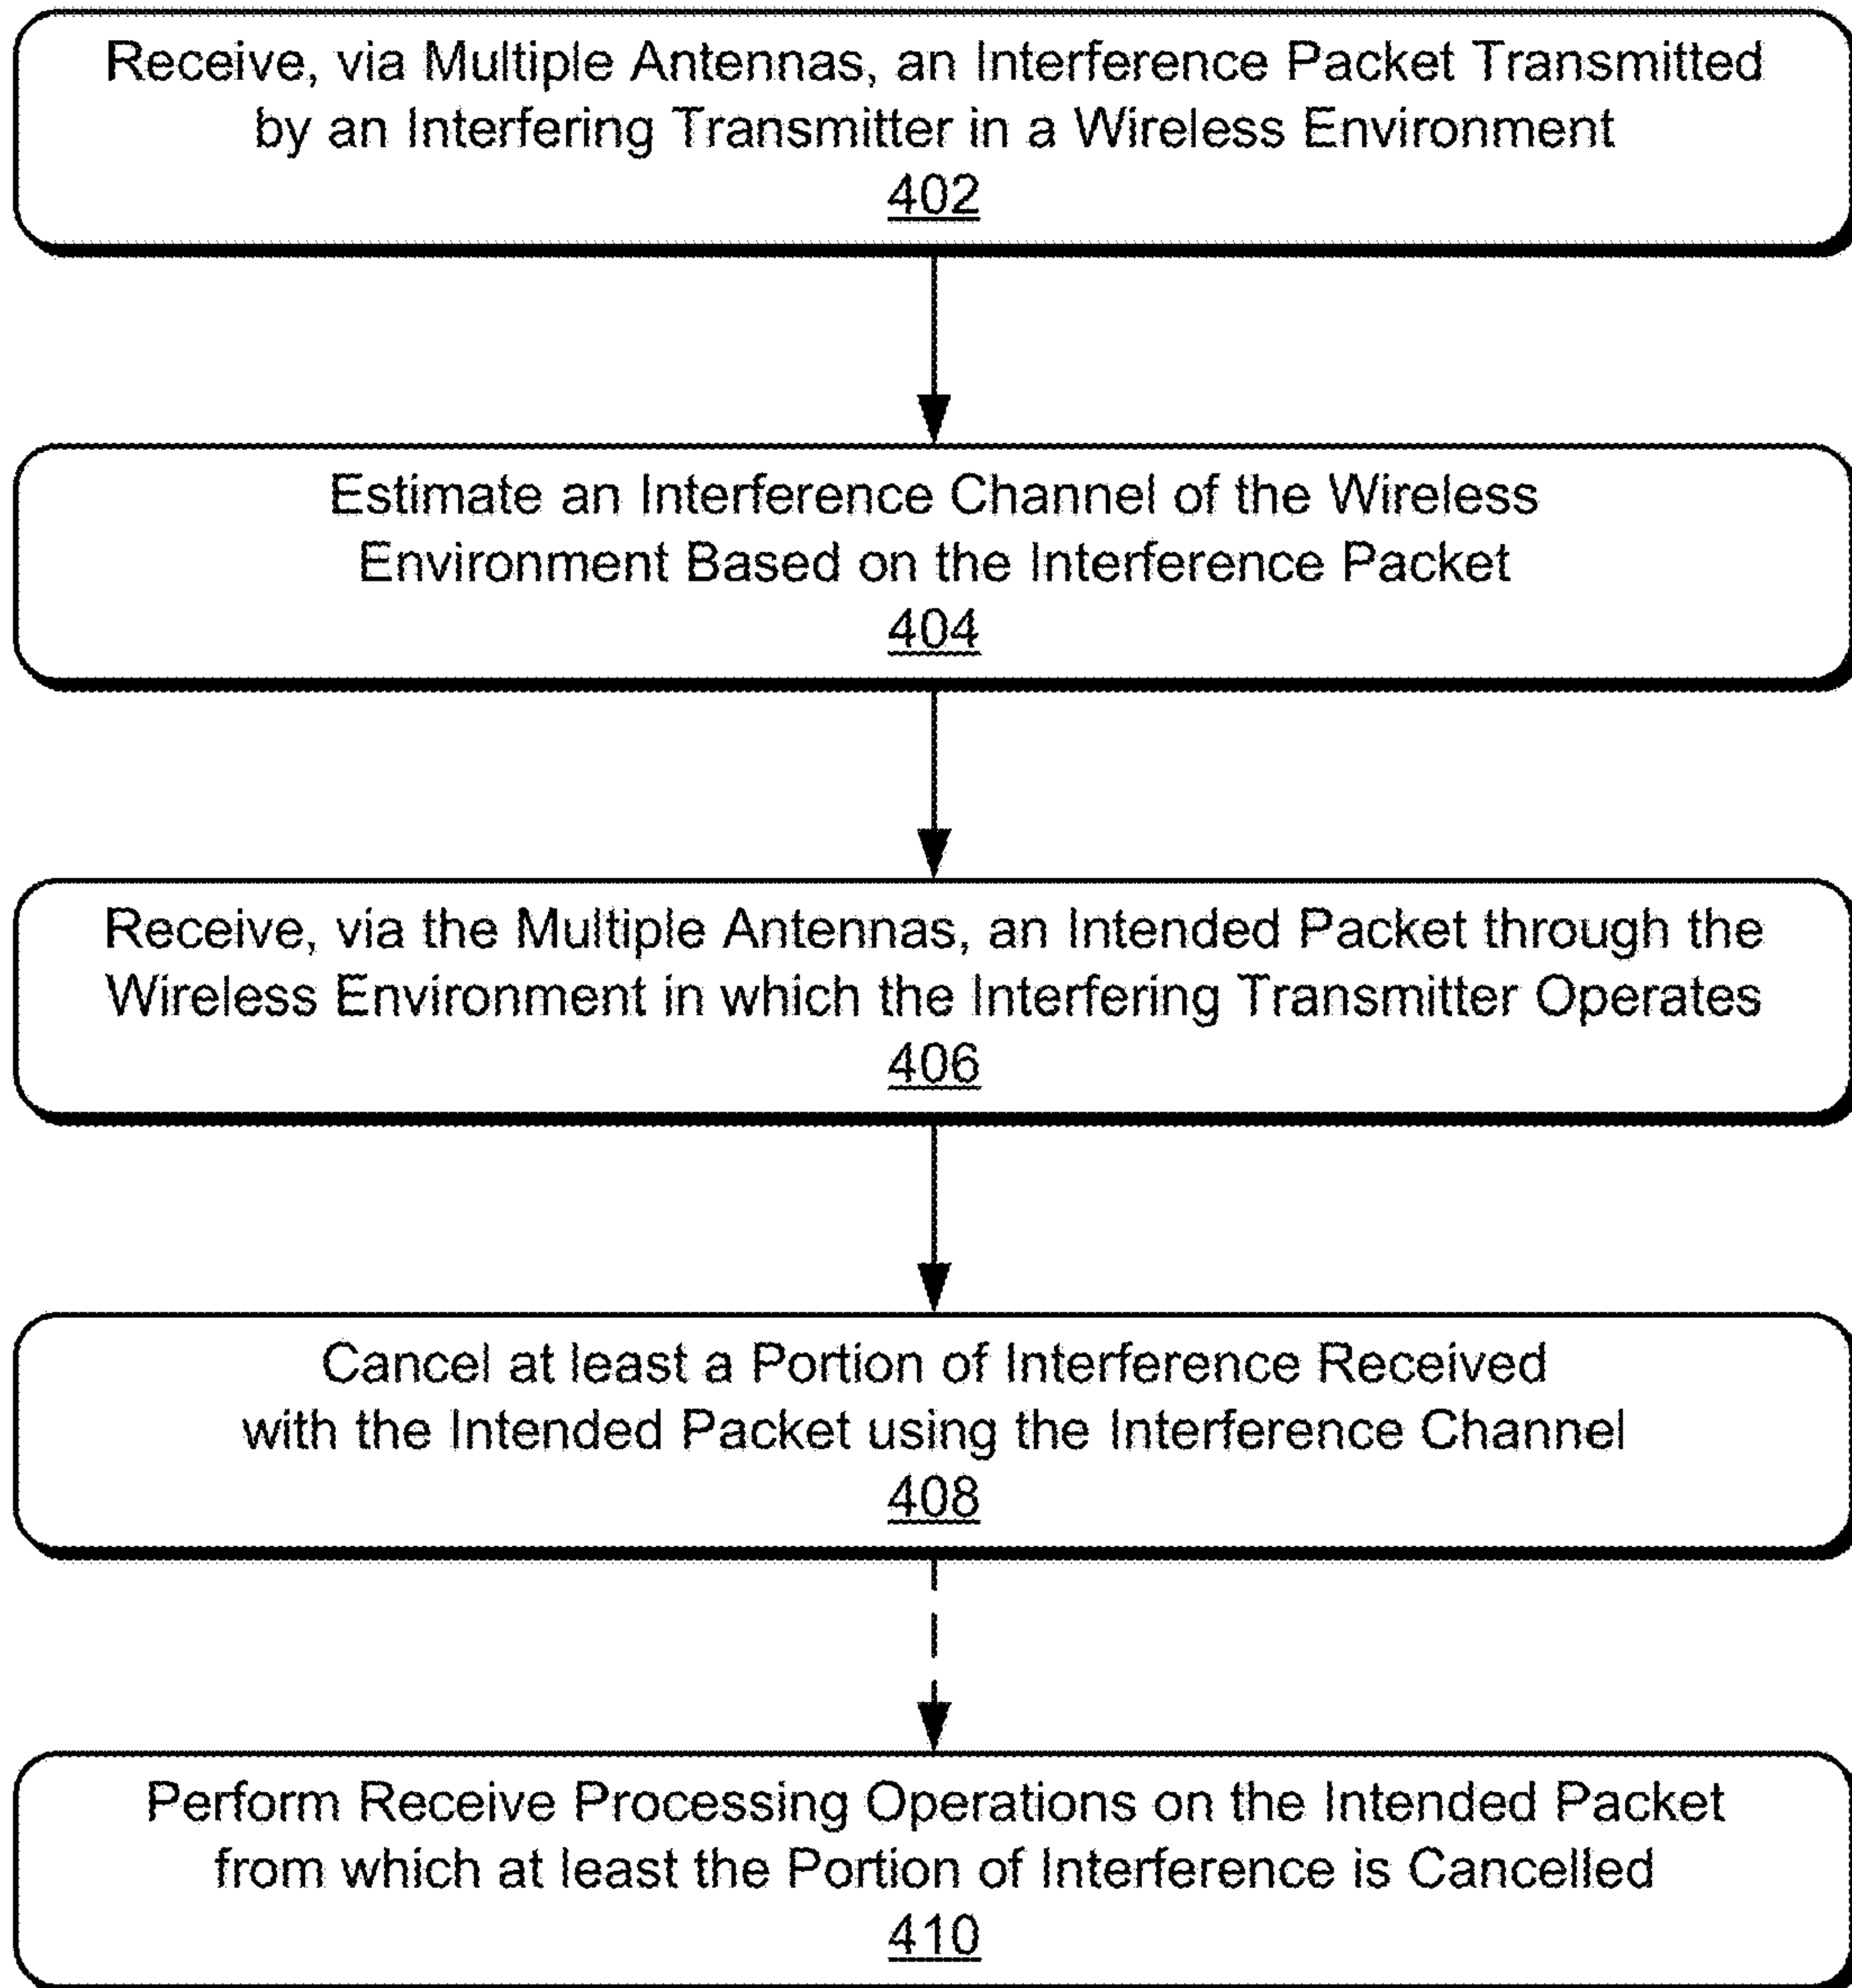 Receive, via Multiple Antennas, an Interference Packet Transmitted
by an Interfering Transmitter in a Wireless Environment
402
Estimate an Interference Channel of the Wireless
Environment Based on the Interference Packet
404
Receive, via the Multiple Antennas, an Intended Packet through the
Wireless Environment in which the Interfering Transmitter Operates
406
Cancel at least a Portion of Interference Received
with the Intended Packet using the Interference Channel
408
Perform Receive Processing Operations on the Intended Packet
from which at least the Portion of Interference is Cancelled
410